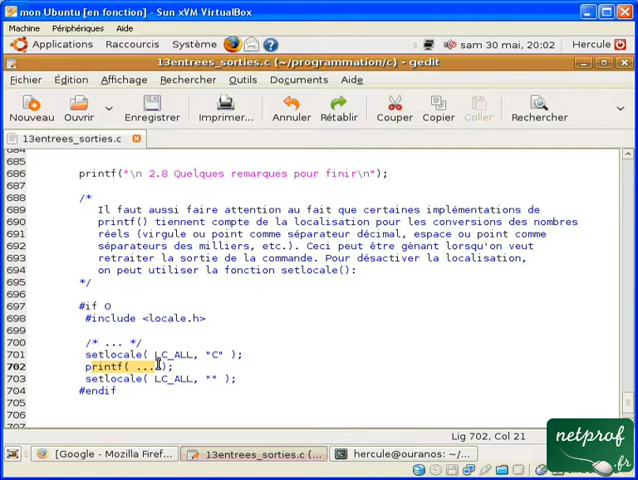 mon Ubuntu [en fonction] - Sun xVM VirtualBox
Machine Périphériques Aide
Applications Raccourcis Système sam 30 mai, 20:02 Hercule
13entrees_sorties.c (~/programmation/c) - gedit
Fichier Édition Affichage Rechercher Outils Documents Aide
Nouveau Ouvrir Enregistrer Imprimer... Annuler Rétablir Couper Copier Coller Rechercher
13entrees_sorties.c
684
685
686 printf("\n 2.8 Quelques remarques pour finir\n");
687
688 /*
689 Il faut aussi faire attention au fait que certaines implémentations de
690 printf() tiennent compte de la localisation pour les conversions des nombres
691 réels (virgule ou point comme séparateur décimal, espace ou point comme
692 séparateurs des milliers, etc.). Ceci peut être gènant lorsqu'on veut
693 retraiter la sortie de la commande. Pour désactiver la localisation,
694 on peut utiliser la fonction setlocale():
695 */
696
697 #if 0
698 #include <locale.h>
699
700 /* ... */
701 setlocale( LC_ALL, "C" );
702 printf( ... );
703 setlocale( LC_ALL, "" );
704 #endif
Lig 702, Col 21
netprof
.fr
[Google - Mozilla Firef... 13entrees_sorties.c (... hercule@ouranos: ~/...